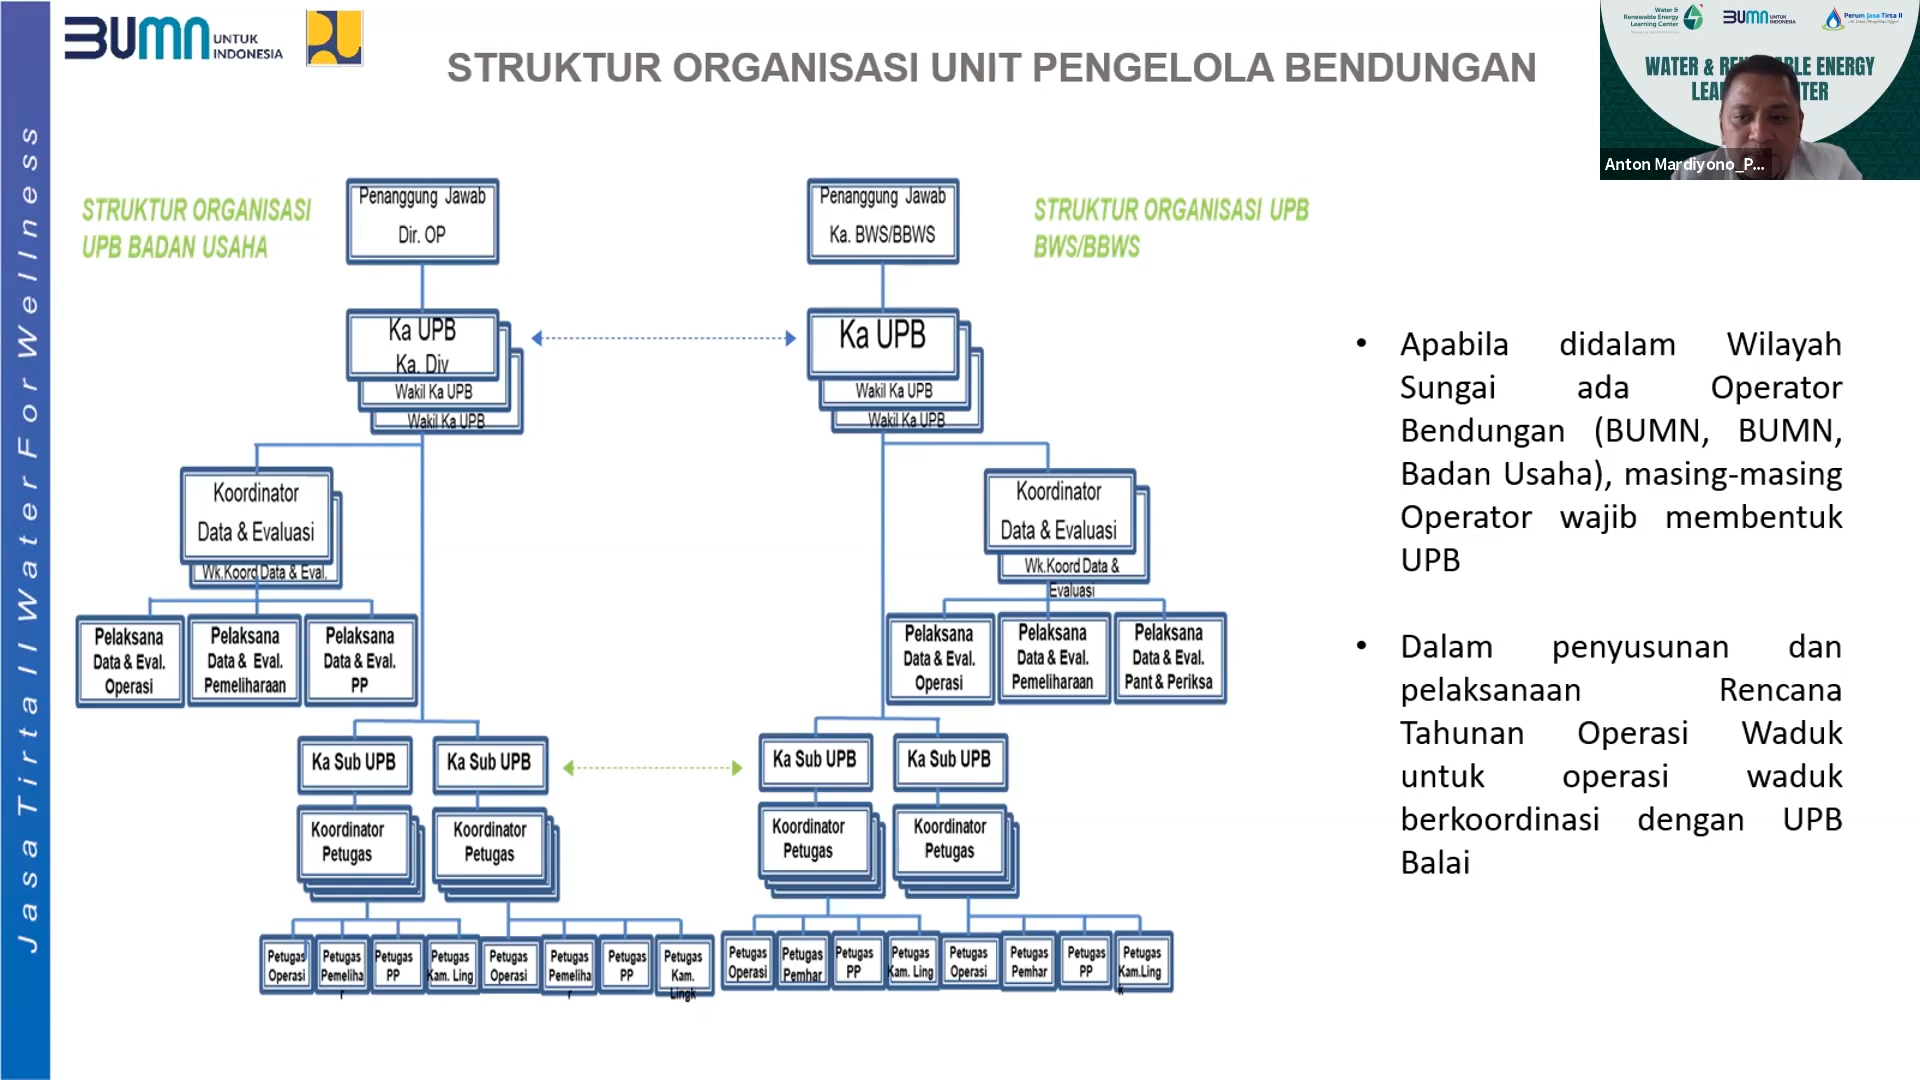 BUMN UNTUK
INDONESIA
STRUKTUR ORGANISASI UNIT PENGELOLA BENDUNGAN
Water &
Renewable Energy
Learning Center
BUMN UNTUK
INDONESIA
Perum Jasa Tirta II
WATER & RE
LE ENERGY
LEA
TER
Anton Mardiyono_P...
Jasa Tirta II Water For Wellness
STRUKTUR ORGANISASI
UPB BADAN USAHA
Penanggung Jawab
Dir. OP
Ka UPB
Ka. Div
Wakil Ka UPB
Wakil Ka UPB
Koordinator
Data & Evaluasi
Wk.Koord Data & Eval.
Pelaksana
Data & Eval.
Operasi
Pelaksana
Data & Eval.
Pemeliharaan
Pelaksana
Data & Eval.
PP
Ka Sub UPB
Ka Sub UPB
Koordinator
Petugas
Koordinator
Petugas
Petugas
Operasi
Petugas
Pemeliha
r
Petugas
PP
Petugas
Kam. Ling
Petugas
Operasi
Petugas
Pemeliha
r
Petugas
PP
Petugas
Kam.
Lingk
STRUKTUR ORGANISASI UPB
BWS/BBWS
Penanggung Jawab
Ka. BWS/BBWS
Ka UPB
Wakil Ka UPB
Wakil Ka UPB
Koordinator
Data & Evaluasi
Wk.Koord Data &
Evaluasi
Pelaksana
Data & Eval.
Operasi
Pelaksana
Data & Eval.
Pemeliharaan
Pelaksana
Data & Eval.
Pant & Periksa
Ka Sub UPB
Ka Sub UPB
Koordinator
Petugas
Koordinator
Petugas
Petugas
Operasi
Petugas
Pemhar
Petugas
PP
Petugas
Kam. Ling
Petugas
Operasi
Petugas
Pemhar
Petugas
PP
Petugas
Kam.Ling
k
• Apabila didalam Wilayah
Sungai ada Operator
Bendungan (BUMN, BUMN,
Badan Usaha), masing-masing
Operator wajib membentuk
UPB
• Dalam penyusunan dan
pelaksanaan Rencana
Tahunan Operasi Waduk
untuk operasi waduk
berkoordinasi dengan UPB
Balai